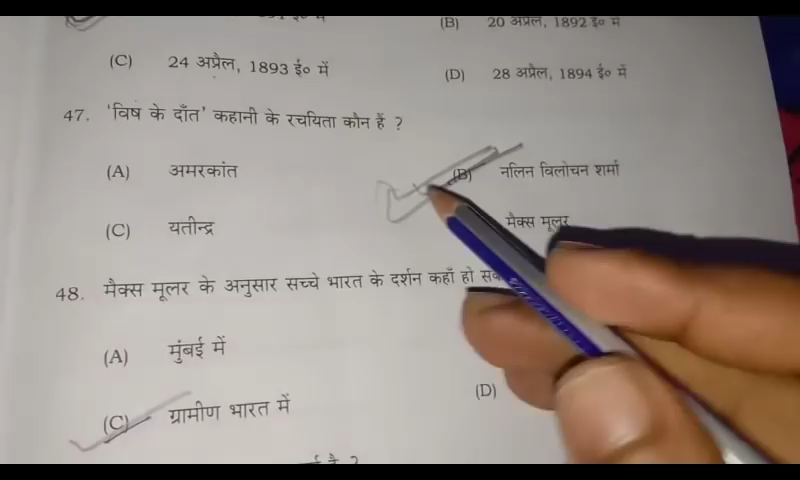 (B) 20 अप्रैल, 1892 ई० में
(C) 24 अप्रैल, 1893 ई० में
(D) 28 अप्रैल, 1894 ई० में
47. 'विष के दाँत' कहानी के रचयिता कौन हैं ?
(A) अमरकांत
(B) नलिन विलोचन शर्मा
(C) यतीन्द्र
मैक्स मूलर
48. मैक्स मूलर के अनुसार सच्चे भारत के दर्शन कहाँ हो
(A) मुंबई में
(C) ग्रामीण भारत में
(D)